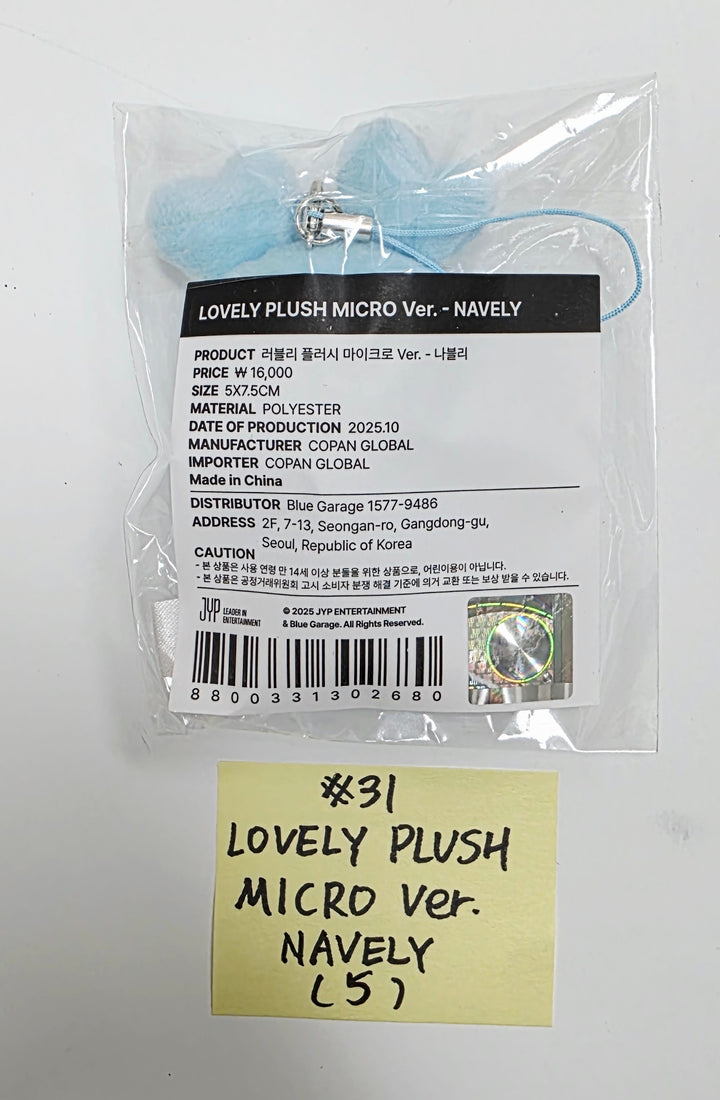 LOVELY PLUSH MICRO Ver. - NAVELY
PRODUCT 러블리 플러시 마이크로 Ver. - 나블리
PRICE ₩ 16,000
SIZE 5X7.5CM
MATERIAL POLYESTER
DATE OF PRODUCTION 2025.10
MANUFACTURER COPAN GLOBAL
IMPORTER COPAN GLOBAL
Made in China
DISTRIBUTOR Blue Garage 1577-9486
ADDRESS 2F, 7-13, Seongan-ro, Gangdong-gu,
Seoul, Republic of Korea
CAUTION
- 본 상품은 사용 연령 만 14세 이상 분들을 위한 상품으로, 어린이용이 아닙니다.
- 본 상품은 공정거래위원회 고시 소비자 분쟁 해결 기준에 의거 교환 또는 보상 받을 수 있습니다.
JYP LEADER IN
ENTERTAINMENT
© 2025 JYP ENTERTAINMENT
& Blue Garage. All Rights Reserved.
8800331302680
#31
LOVELY PLUSH
MICRO Ver.
NAVELY
(5)